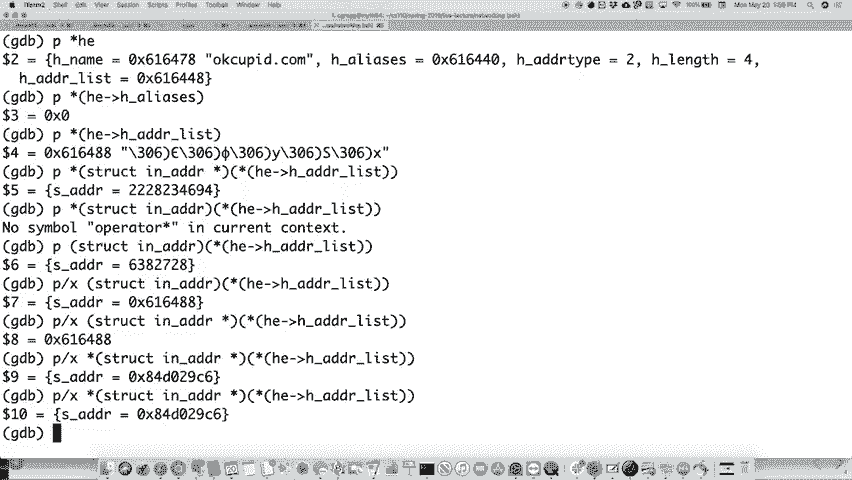 iTerm2 Shell Edit View Session Scripts Profiles Toolbelt Window Help 100% Mon May 20 1:56 PM
(gdb) p *he
$2 = {h_name = 0x616478 "okcupid.com", h_aliases = 0x616440, h_addrtype = 2, h_length = 4,
h_addr_list = 0x616448}
(gdb) p *(he->h_aliases)
$3 = 0x0
(gdb) p *(he->h_addr_list)
$4 = 0x616488 "\306)Є\306)ф\306)y\306)S\306)x"
(gdb) p *(struct in_addr *)(*(he->h_addr_list))
$5 = {s_addr = 2228234694}
(gdb) p *(struct in_addr)(*(he->h_addr_list))
No symbol "operator*" in current context.
(gdb) p (struct in_addr)(*(he->h_addr_list))
$6 = {s_addr = 6382728}
(gdb) p/x (struct in_addr)(*(he->h_addr_list))
$7 = {s_addr = 0x616488}
(gdb) p/x (struct in_addr *)(*(he->h_addr_list))
$8 = 0x616488
(gdb) p/x *(struct in_addr *)(*(he->h_addr_list))
$9 = {s_addr = 0x84d029c6}
(gdb) p/x *(struct in_addr *)(*(he->h_addr_list))
$10 = {s_addr = 0x84d029c6}
(gdb)